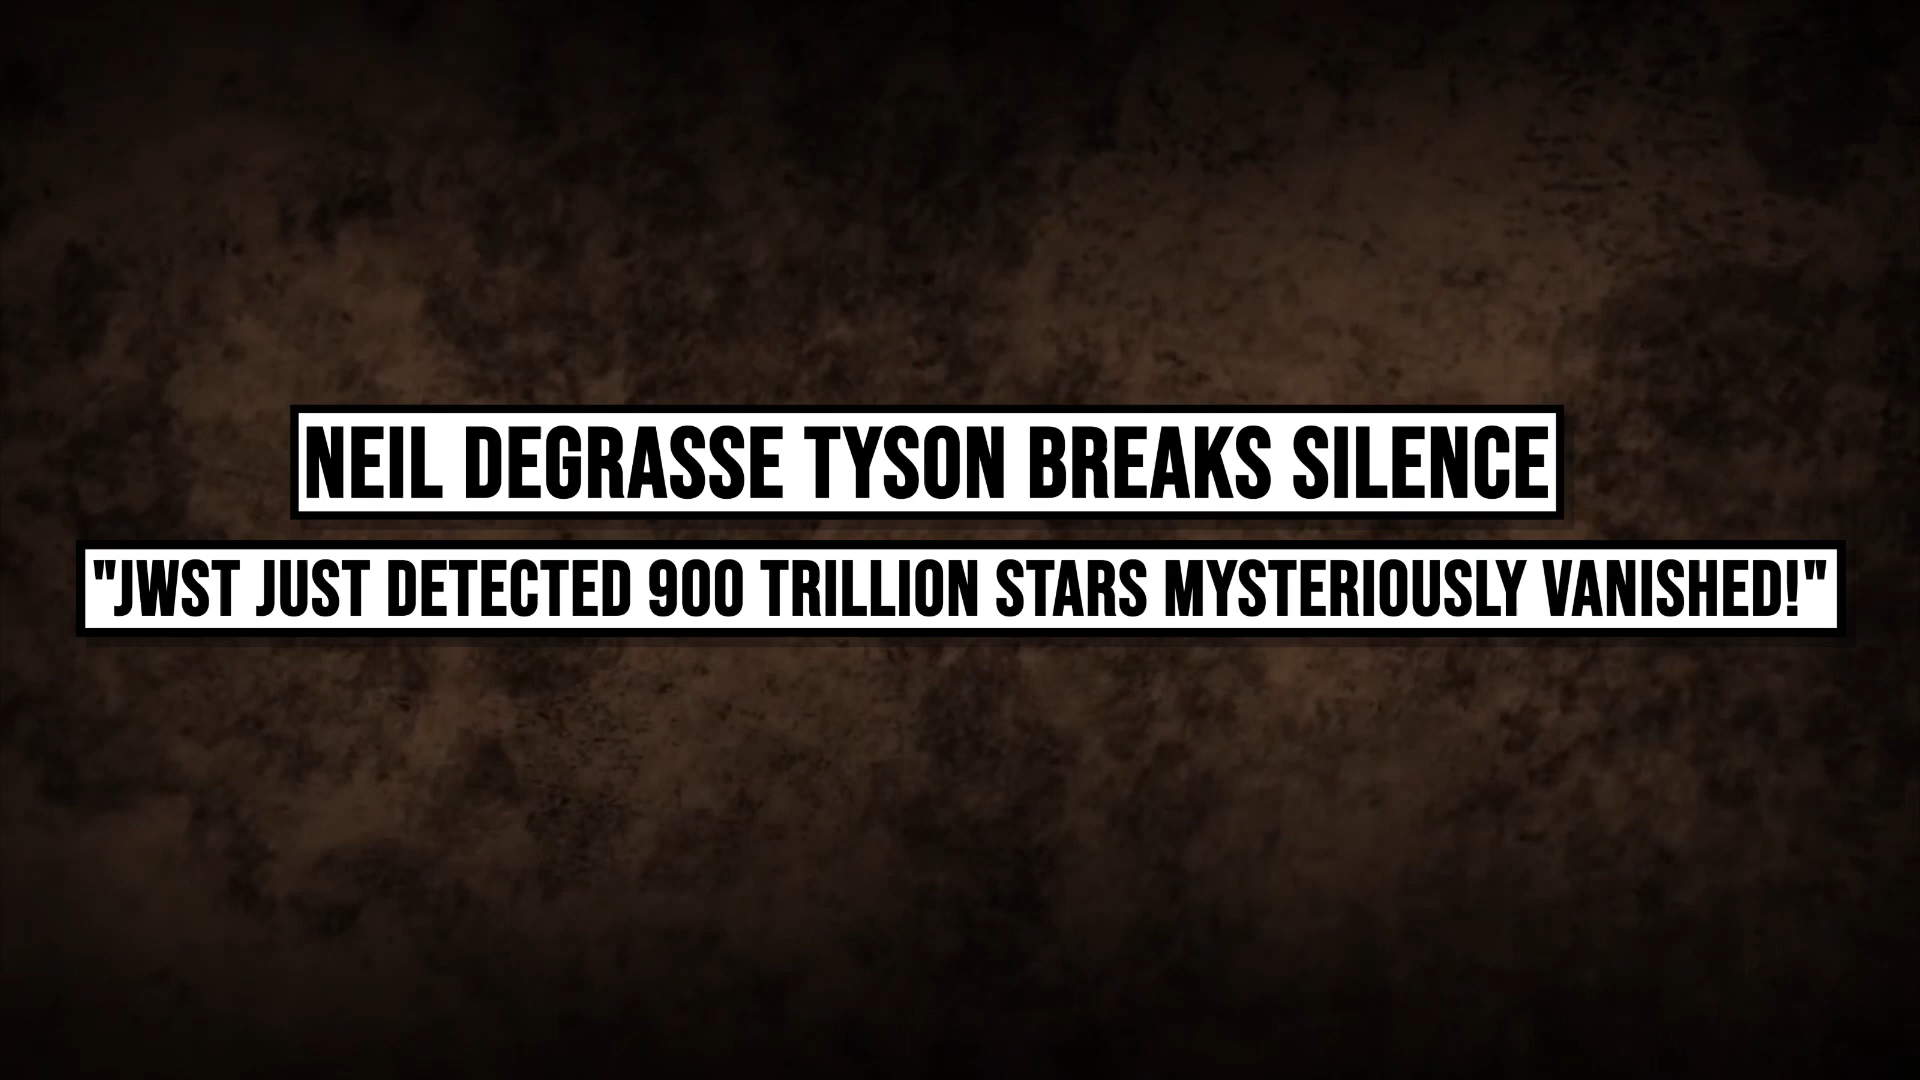 NEIL DEGRASSE TYSON BREAKS SILENCE
"JWST JUST DETECTED 900 TRILLION STARS MYSTERIOUSLY VANISHED!"